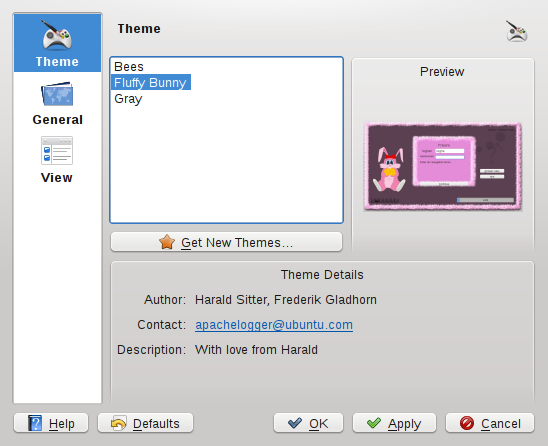 Theme
Theme
General
View
Bees
Fluffy Bunny
Gray
Preview
Get New Themes...
Theme Details
Author: Harald Sitter, Frederik Gladhorn
Contact: apachelogger@ubuntu.com
Description: With love from Harald
Help
Defaults
OK
Apply
Cancel